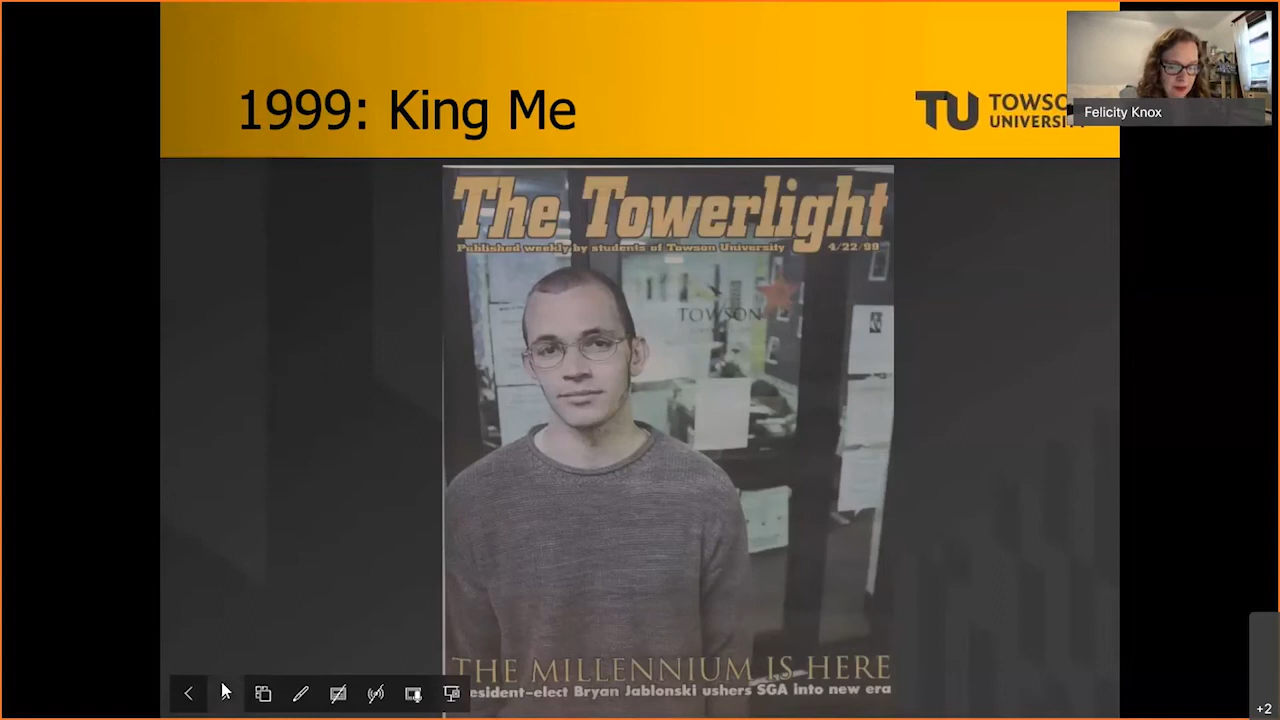 1999: King Me
TU
TOWSO
UNIVERSITY
Felicity Knox
The Towerlight
Published weekly by students of Towson University 4/22/99
TOWSON
THE MILLENNIUM IS HERE
esident-elect Bryan Jablonski ushers SGA into new era
+2